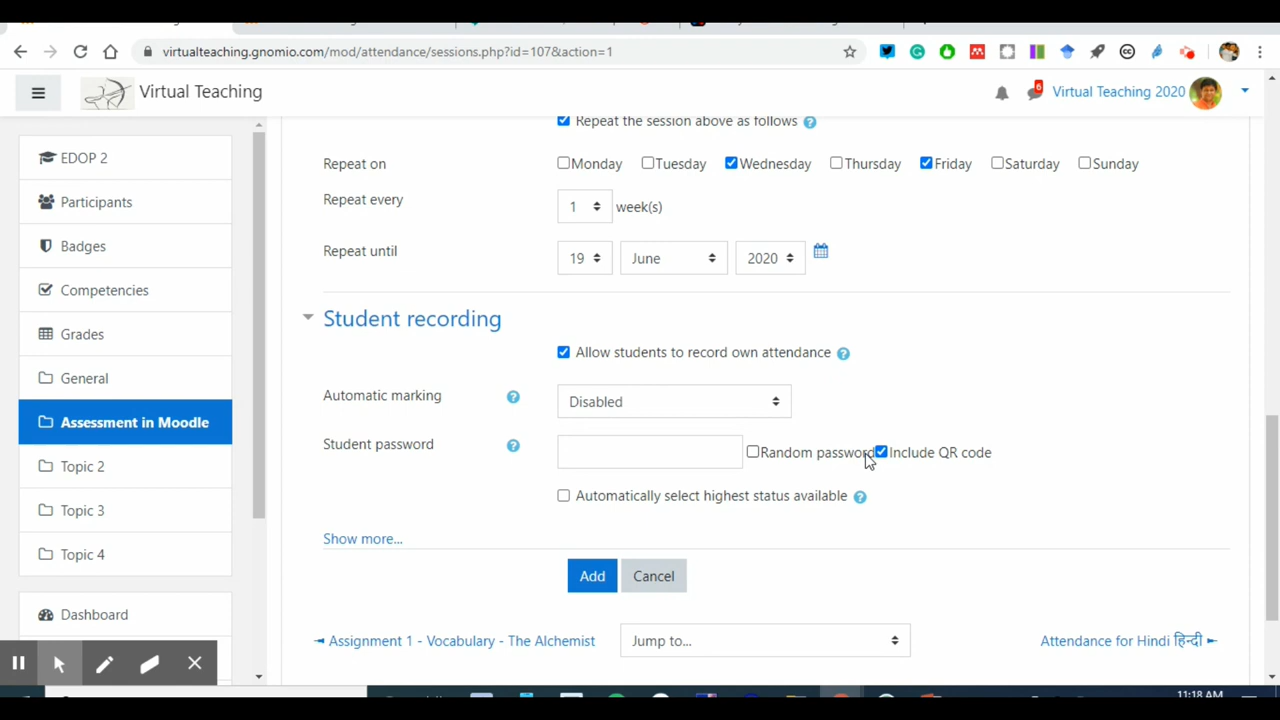 virtualteaching.gnomio.com/mod/attendance/sessions.php?id=107&action=1
Virtual Teaching
6
Virtual Teaching 2020
EDOP 2
Participants
Badges
Competencies
Grades
General
Assessment in Moodle
Topic 2
Topic 3
Topic 4
Dashboard
Repeat the session above as follows
Repeat on Monday Tuesday Wednesday Thursday Friday Saturday Sunday
Repeat every 1 week(s)
Repeat until 19 June 2020
Student recording
Allow students to record own attendance
Automatic marking Disabled
Student password Random password Include QR code
Automatically select highest status available
Show more...
Add Cancel
◄ Assignment 1 - Vocabulary - The Alchemist Jump to... Attendance for Hindi हिन्दी ►
11:18 AM